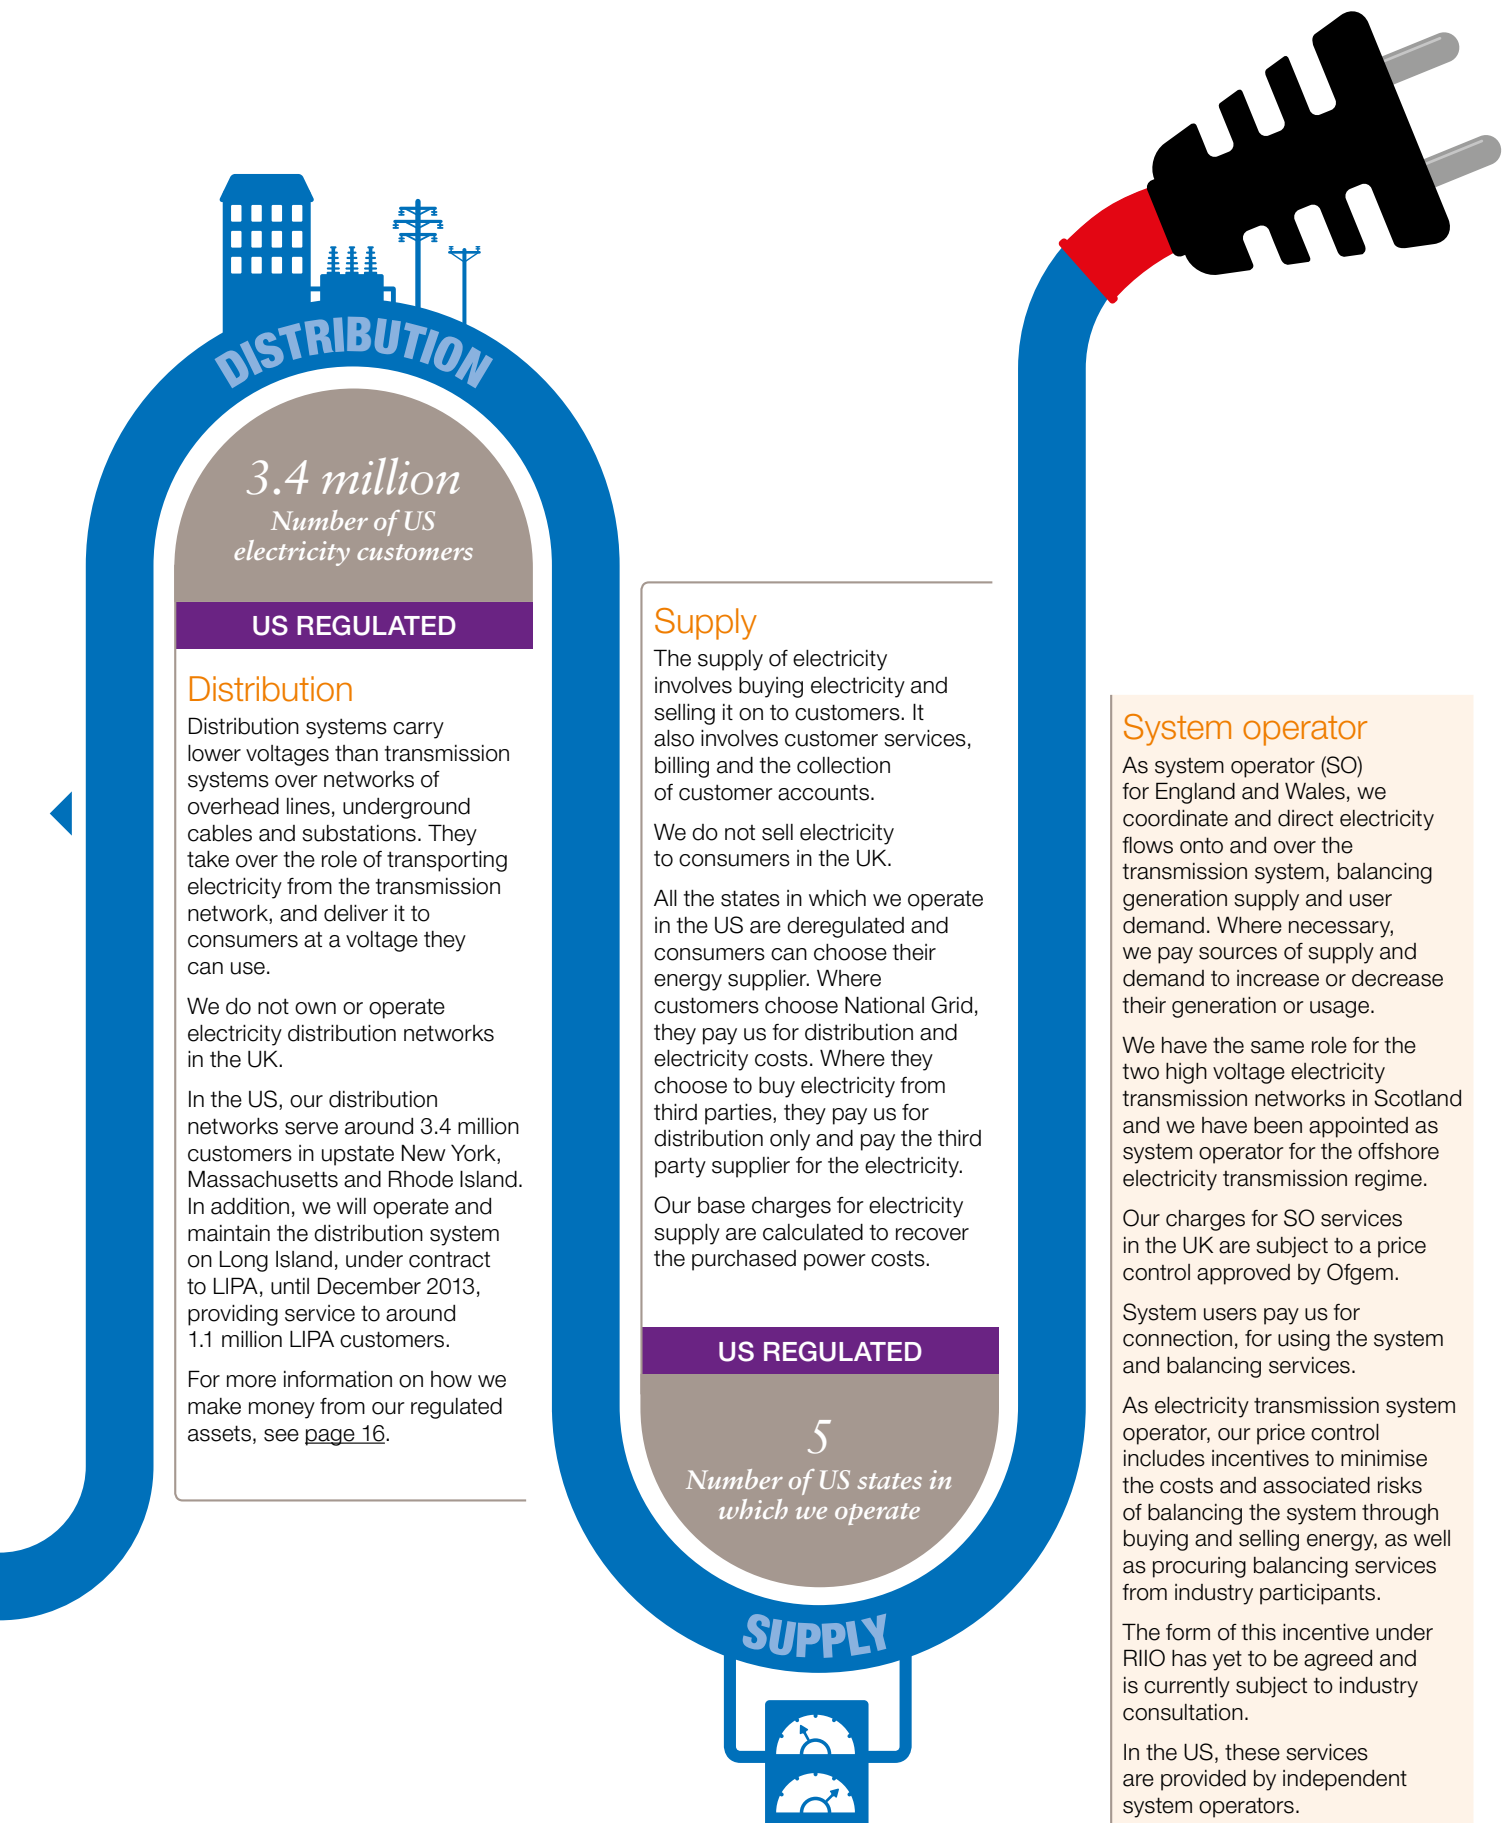 DISTRIBUTION
3.4 million
Number of US
electricity customers
US REGULATED
Distribution
Distribution systems carry
lower voltages than transmission
systems over networks of
overhead lines, underground
cables and substations. They
take over the role of transporting
electricity from the transmission
network, and deliver it to
consumers at a voltage they
can use.
We do not own or operate
electricity distribution networks
in the UK.
In the US, our distribution
networks serve around 3.4 million
customers in upstate New York,
Massachusetts and Rhode Island.
In addition, we will operate and
maintain the distribution system
on Long Island, under contract
to LIPA, until December 2013,
providing service to around
1.1 million LIPA customers.
For more information on how we
make money from our regulated
assets, see page 16.
Supply
The supply of electricity
involves buying electricity and
selling it on to customers. It
also involves customer services,
billing and the collection
of customer accounts.
We do not sell electricity
to consumers in the UK.
All the states in which we operate
in the US are deregulated and
consumers can choose their
energy supplier. Where
customers choose National Grid,
they pay us for distribution and
electricity costs. Where they
choose to buy electricity from
third parties, they pay us for
distribution only and pay the third
party supplier for the electricity.
Our base charges for electricity
supply are calculated to recover
the purchased power costs.
US REGULATED
5
Number of US states in
which we operate
SUPPLY
System operator
As system operator (SO)
for England and Wales, we
coordinate and direct electricity
flows onto and over the
transmission system, balancing
generation supply and user
demand. Where necessary,
we pay sources of supply and
demand to increase or decrease
their generation or usage.
We have the same role for the
two high voltage electricity
transmission networks in Scotland
and we have been appointed as
system operator for the offshore
electricity transmission regime.
Our charges for SO services
in the UK are subject to a price
control approved by Ofgem.
System users pay us for
connection, for using the system
and balancing services.
As electricity transmission system
operator, our price control
includes incentives to minimise
the costs and associated risks
of balancing the system through
buying and selling energy, as well
as procuring balancing services
from industry participants.
The form of this incentive under
RIIO has yet to be agreed and
is currently subject to industry
consultation.
In the US, these services
are provided by independent
system operators.